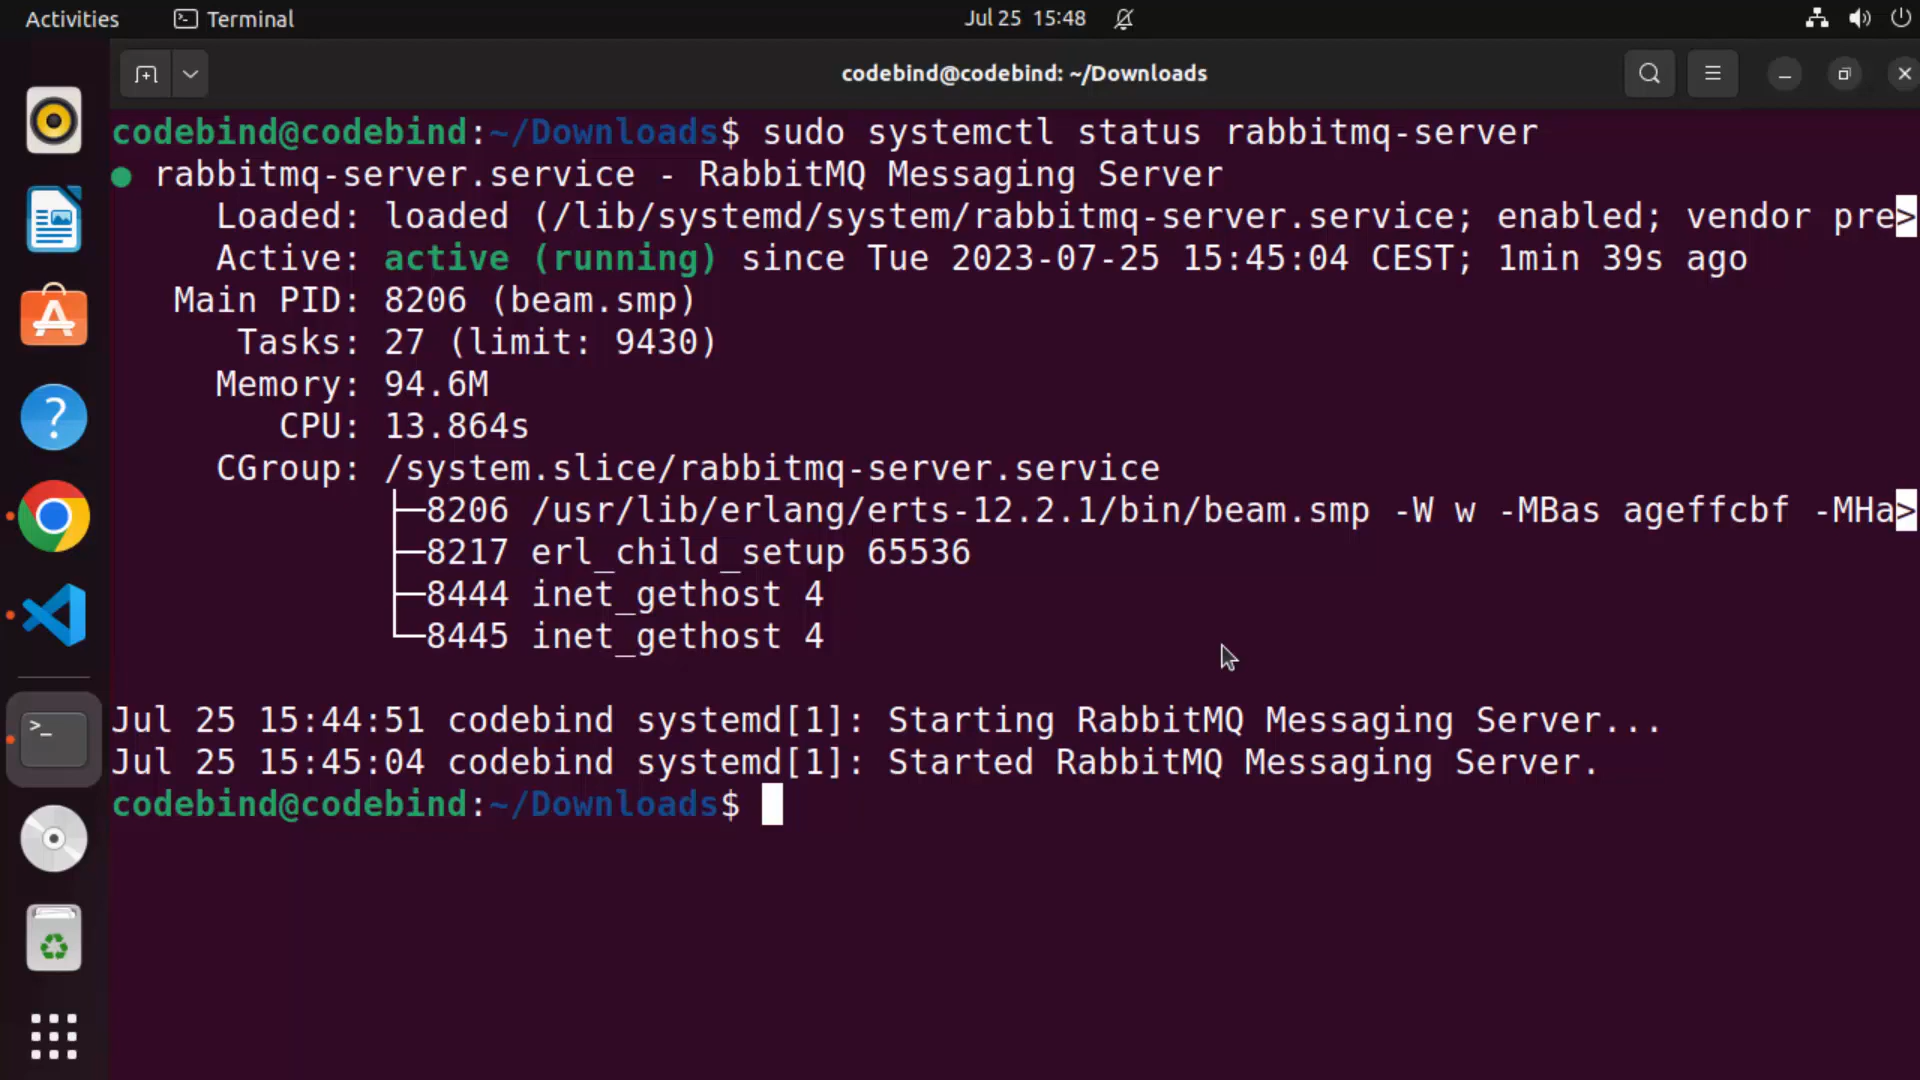 Activities Terminal Jul 25 15:48
codebind@codebind: ~/Downloads
codebind@codebind:~/Downloads$ sudo systemctl status rabbitmq-server
● rabbitmq-server.service - RabbitMQ Messaging Server
Loaded: loaded (/lib/systemd/system/rabbitmq-server.service; enabled; vendor pre>
Active: active (running) since Tue 2023-07-25 15:45:04 CEST; 1min 39s ago
Main PID: 8206 (beam.smp)
Tasks: 27 (limit: 9430)
Memory: 94.6M
CPU: 13.864s
CGroup: /system.slice/rabbitmq-server.service
├─8206 /usr/lib/erlang/erts-12.2.1/bin/beam.smp -W w -MBas ageffcbf -MHa>
├─8217 erl_child_setup 65536
├─8444 inet_gethost 4
└─8445 inet_gethost 4
Jul 25 15:44:51 codebind systemd[1]: Starting RabbitMQ Messaging Server...
Jul 25 15:45:04 codebind systemd[1]: Started RabbitMQ Messaging Server.
codebind@codebind:~/Downloads$